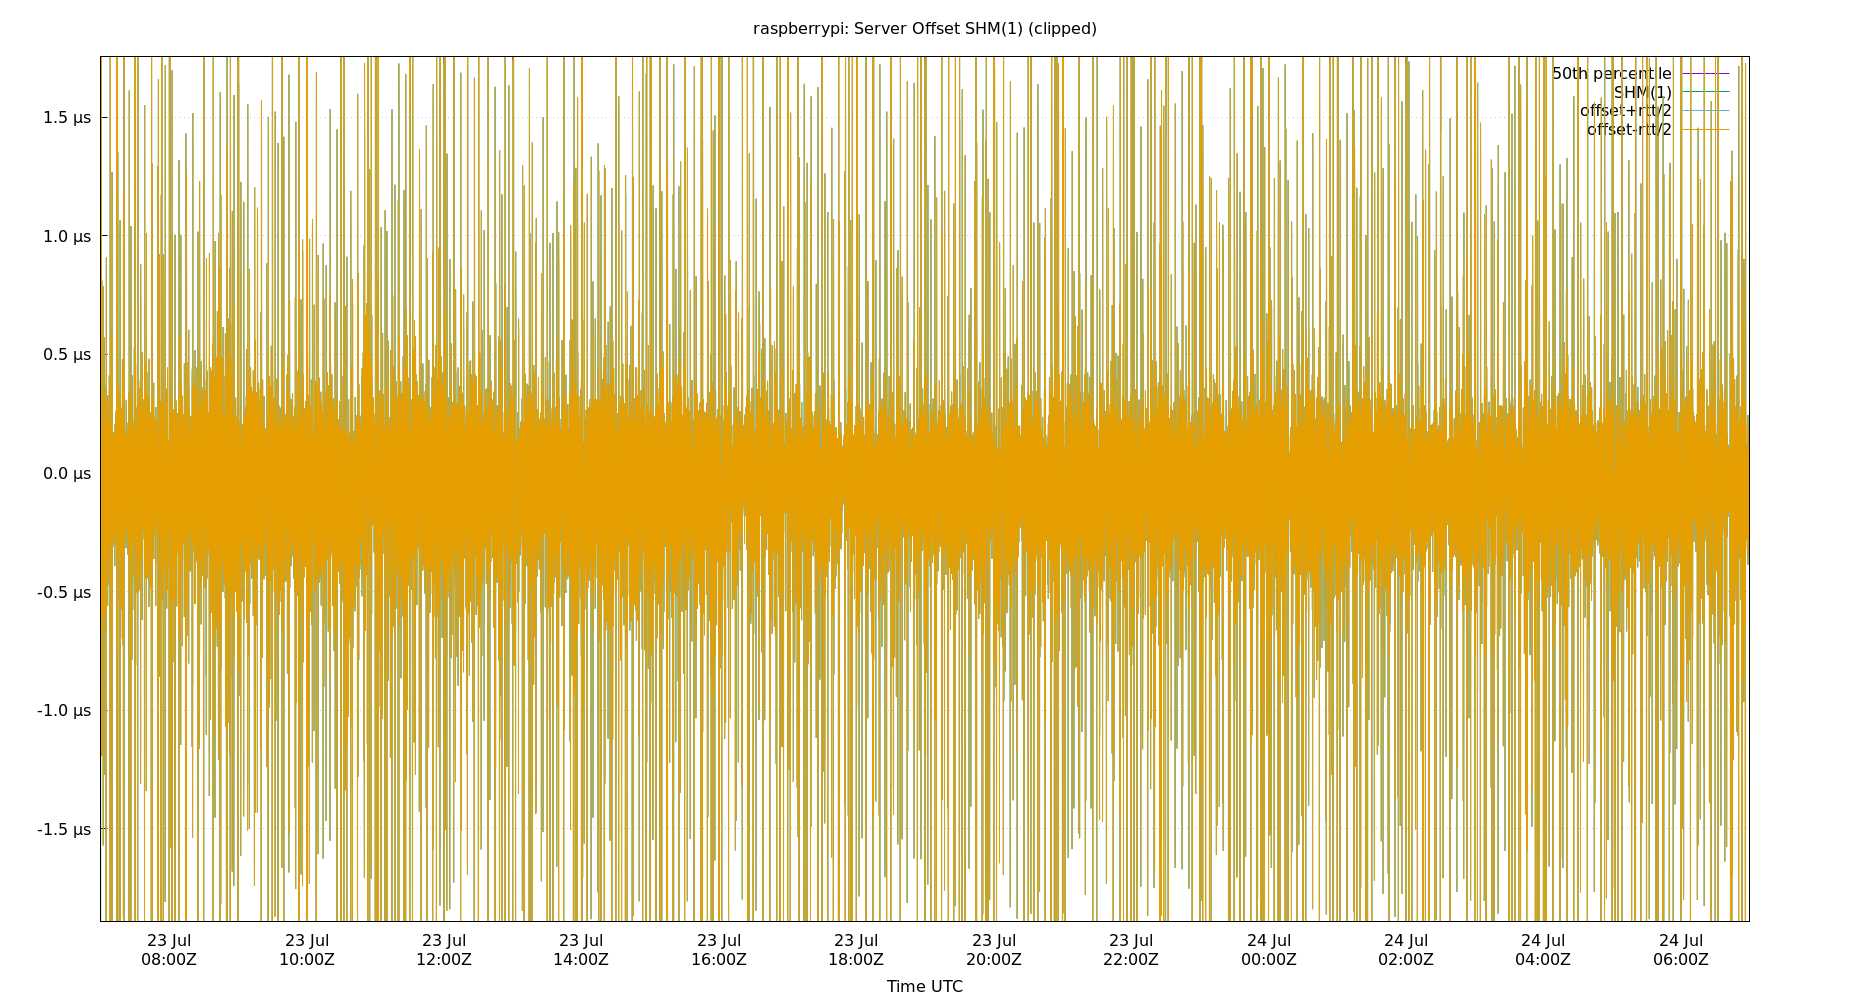 raspberrypi: Server Offset SHM(1) (clipped)
50th percentile
SHM(1)
offset+rtt/2
offset-rtt/2
1.5 µs
1.0 µs
0.5 µs
0.0 µs
-0.5 µs
-1.0 µs
-1.5 µs
23 Jul 23 Jul 23 Jul 23 Jul 23 Jul 23 Jul 23 Jul 23 Jul 24 Jul 24 Jul 24 Jul 24 Jul
08:00Z 10:00Z 12:00Z 14:00Z 16:00Z 18:00Z 20:00Z 22:00Z 00:00Z 02:00Z 04:00Z 06:00Z
Time UTC